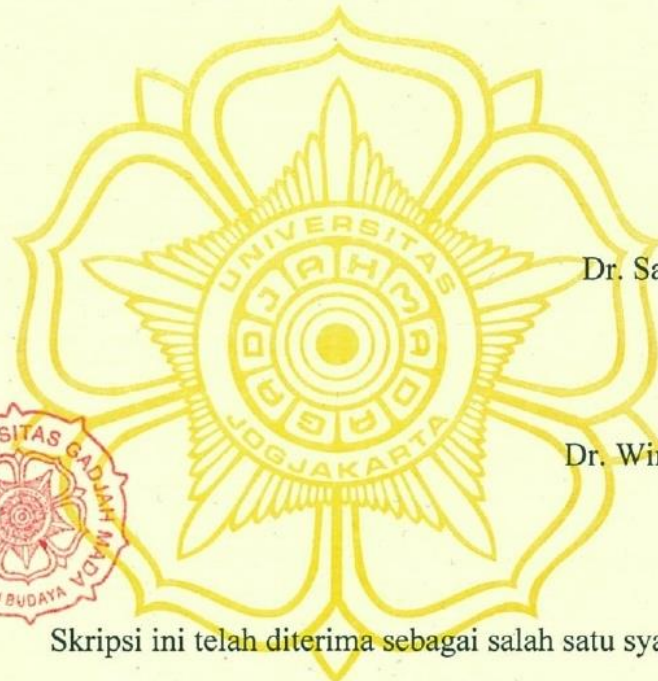 UNIVERSITAS
GADJAH MADA
JOGJAKARTA
Dr. Sa
SITAS GADJAH MADA
Dr. Wi
BUDAYA
Skripsi ini telah diterima sebagai salah satu sya